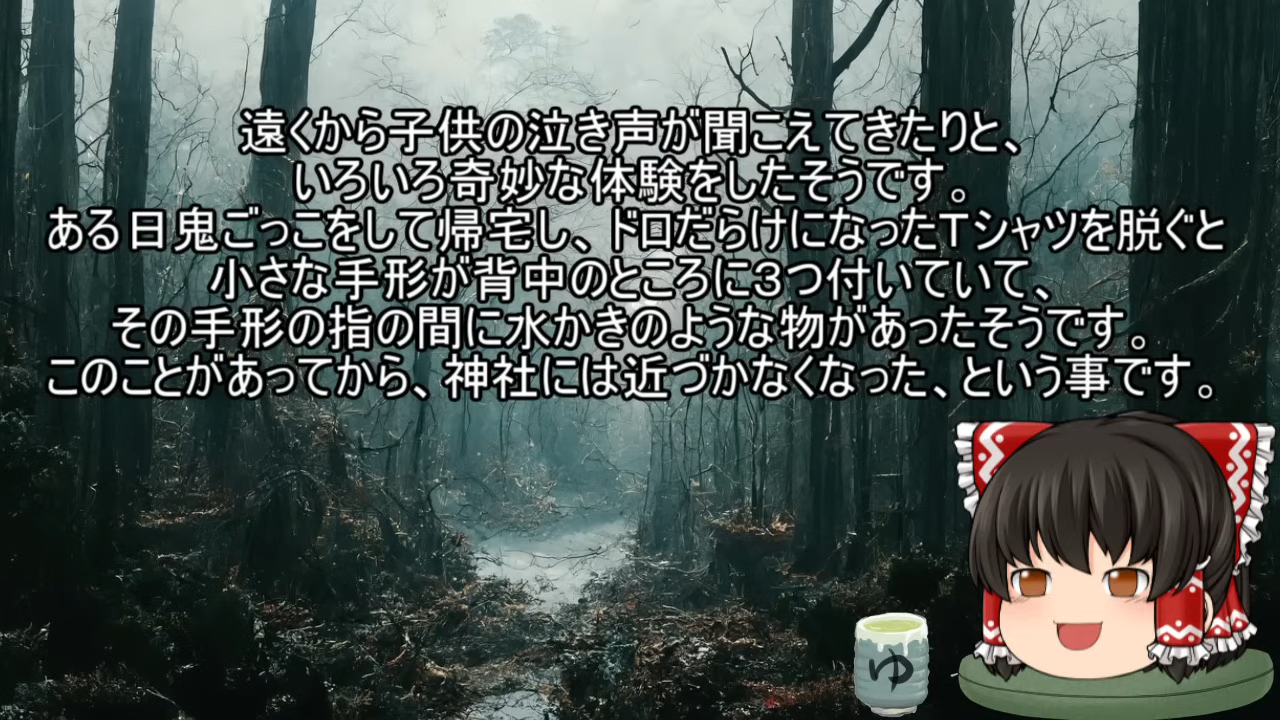 遠くから子供の泣き声が聞こえてきたりと、
いろいろ奇妙な体験をしたそうです。
ある日鬼ごっこをして帰宅し、ドロだらけになったTシャツを脱ぐと
小さな手形が背中のところに3つ付いていて、
その手形の指の間に水かきのような物があったそうです。
このことがあってから、神社には近づかなくなった、という事です。
ゆ